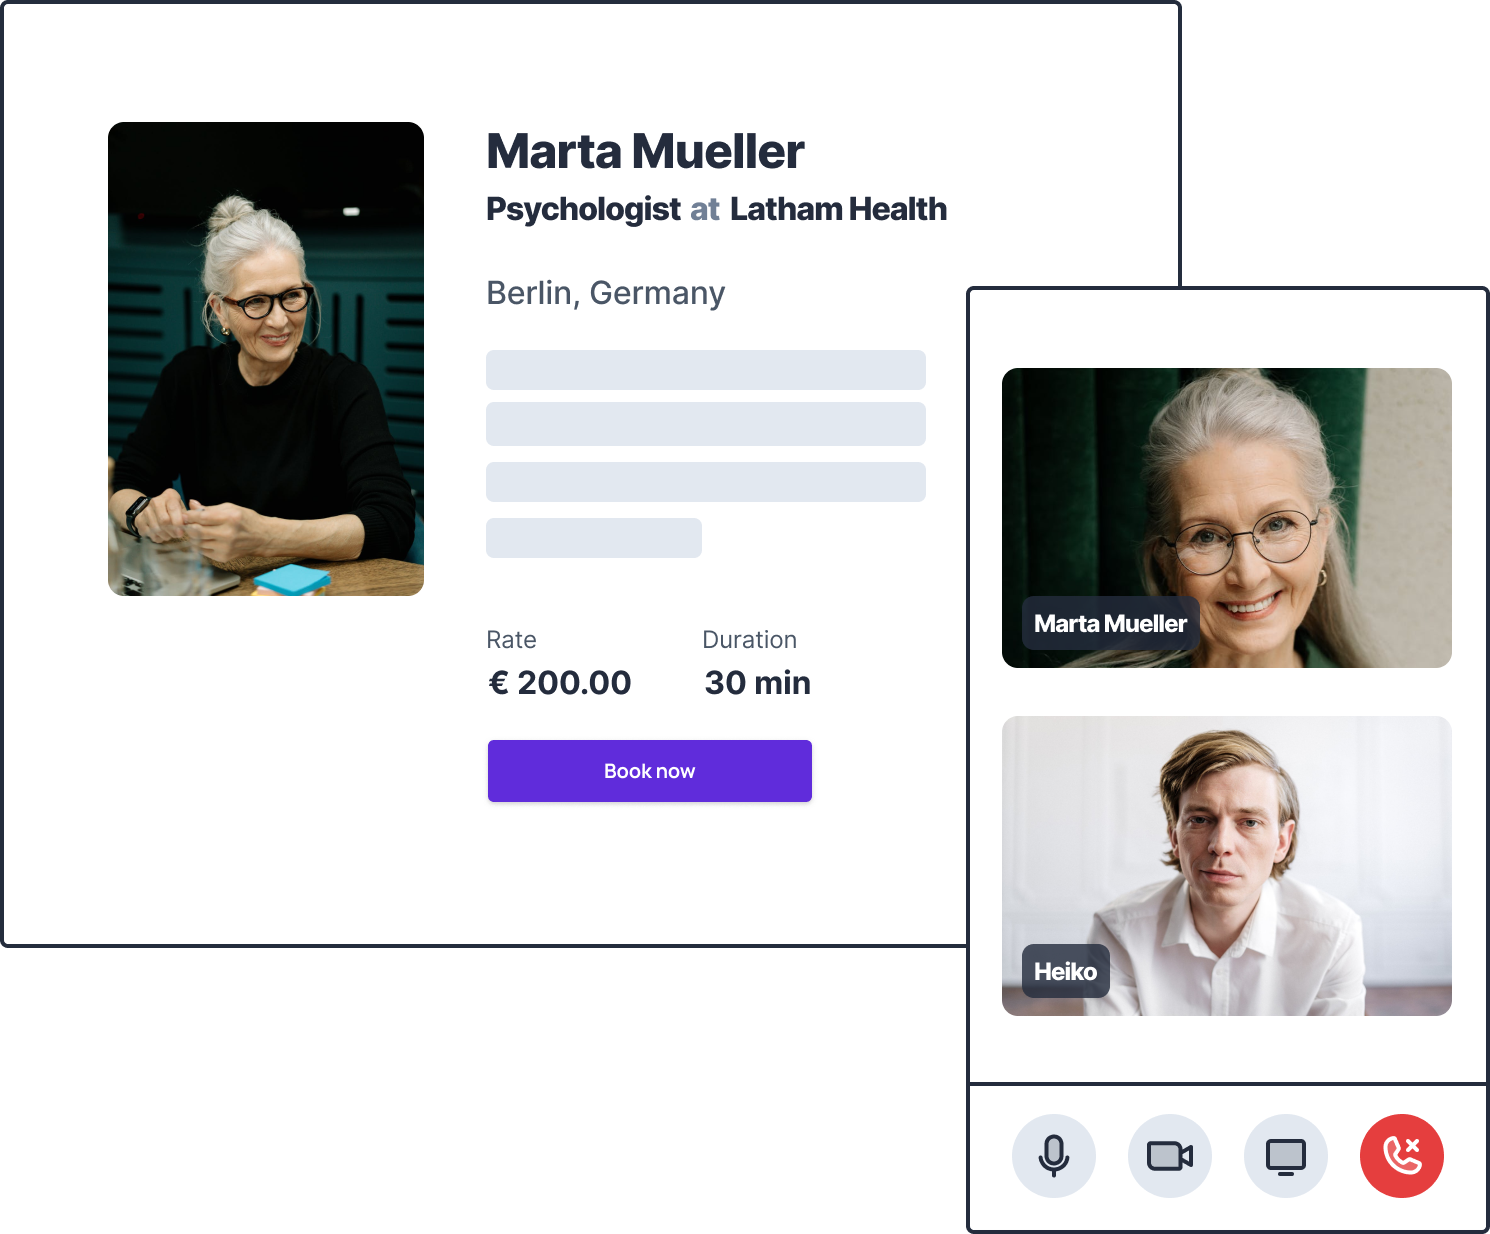 Marta Mueller
Psychologist at Latham Health
Berlin, Germany
Rate
€ 200.00
Duration
30 min
Book now
Marta Mueller
Heiko